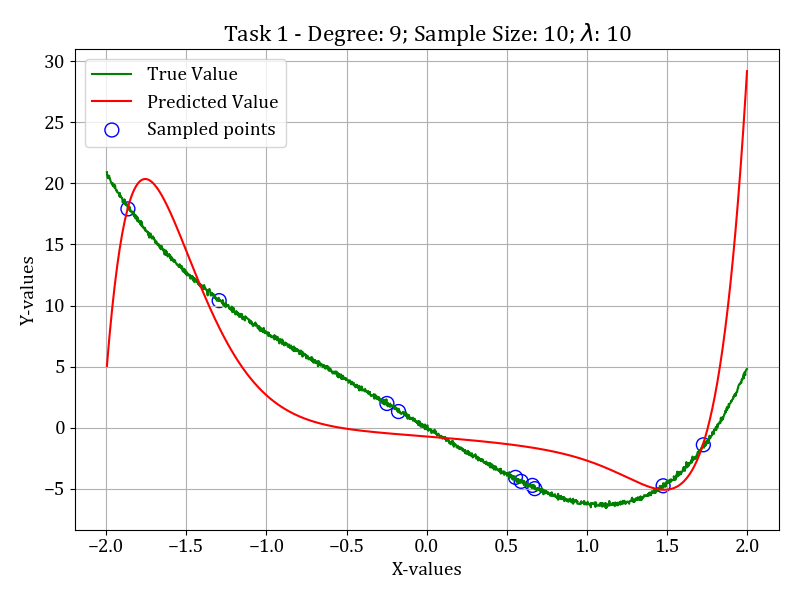 Task 1 - Degree: 9; Sample Size: 10; λ: 10
True Value
Predicted Value
Sampled points
30
25
20
15
10
5
0
−5
Y-values
−2.0 −1.5 −1.0 −0.5 0.0 0.5 1.0 1.5 2.0
X-values